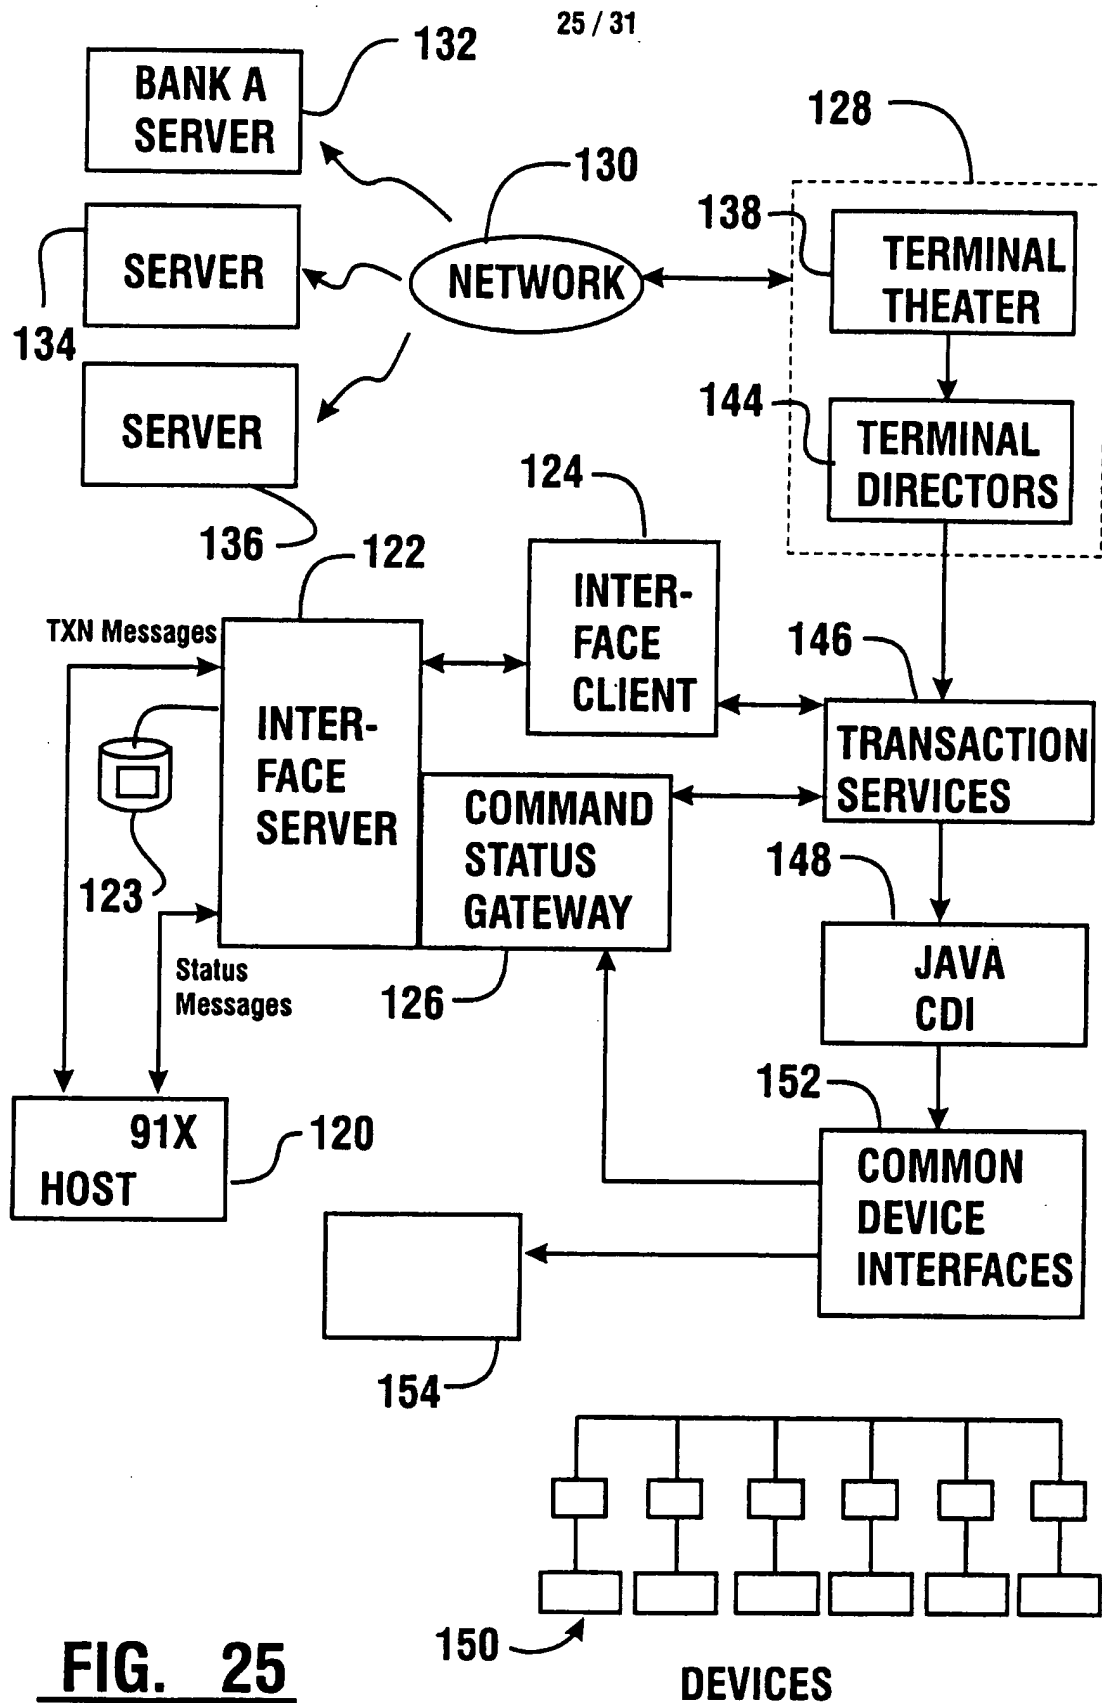 25 / 31
132
BANK A
SERVER
128
130
138
TERMINAL
THEATER
SERVER
NETWORK
134
144
TERMINAL
DIRECTORS
SERVER
124
136
122
INTER-
FACE
CLIENT
TXN Messages
146
INTER-
FACE
SERVER
TRANSACTION
SERVICES
COMMAND
STATUS
GATEWAY
148
123
Status
Messages
126
JAVA
CDI
152
91X
HOST
120
COMMON
DEVICE
INTERFACES
154
150
FIG. 25
DEVICES